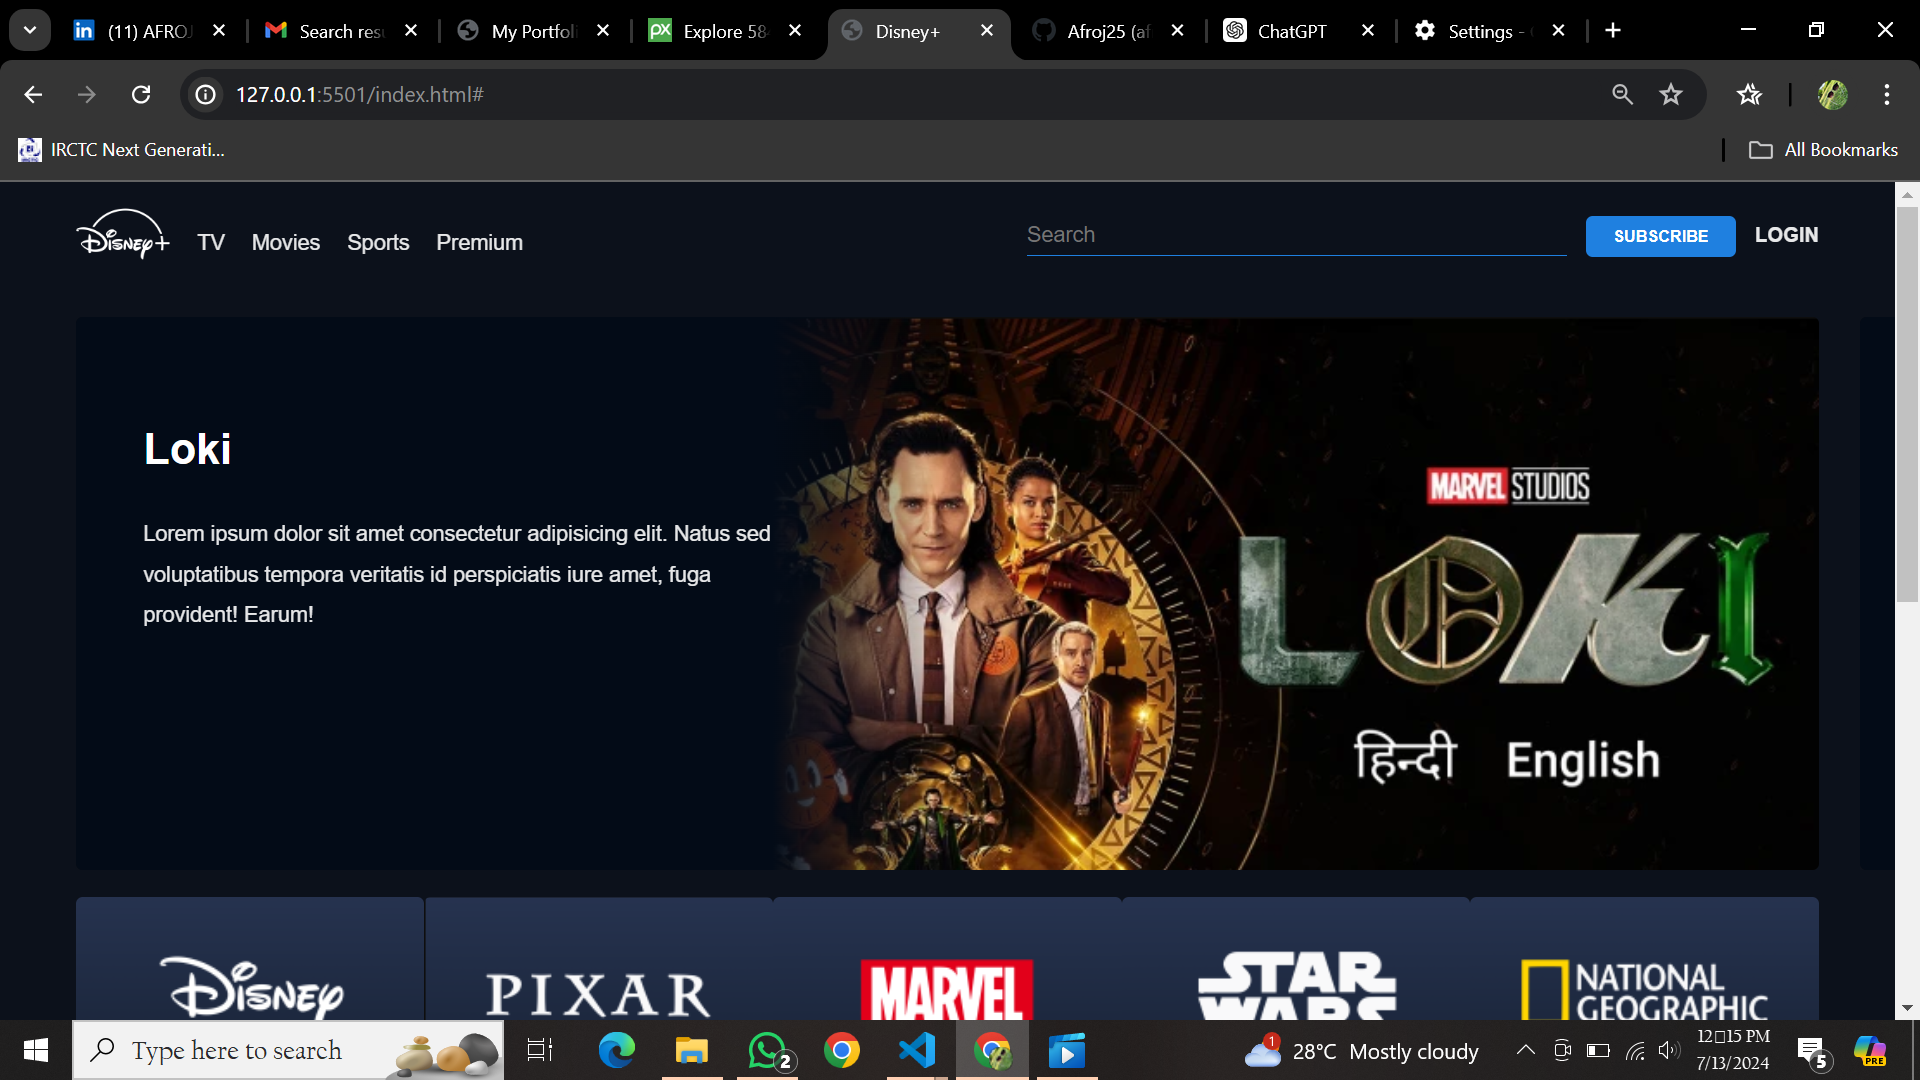 (11) AFROJ
Search resu
My Portfoli
Explore 584
Disney+
Afroj25 (af
ChatGPT
Settings -
127.0.0.1:5501/index.html#
IRCTC Next Generati...
All Bookmarks
Disney+
TV
Movies
Sports
Premium
Search
SUBSCRIBE
LOGIN
Loki
Lorem ipsum dolor sit amet consectetur adipisicing elit. Natus sed
voluptatibus tempora veritatis id perspiciatis iure amet, fuga
provident! Earum!
MARVEL STUDIOS
LOKI
हिन्दी English
Disney
PIXAR
MARVEL
STAR
WARS
NATIONAL
GEOGRAPHIC
Type here to search
2
1
28°C Mostly cloudy
12▯15 PM
7/13/2024
5
PRE